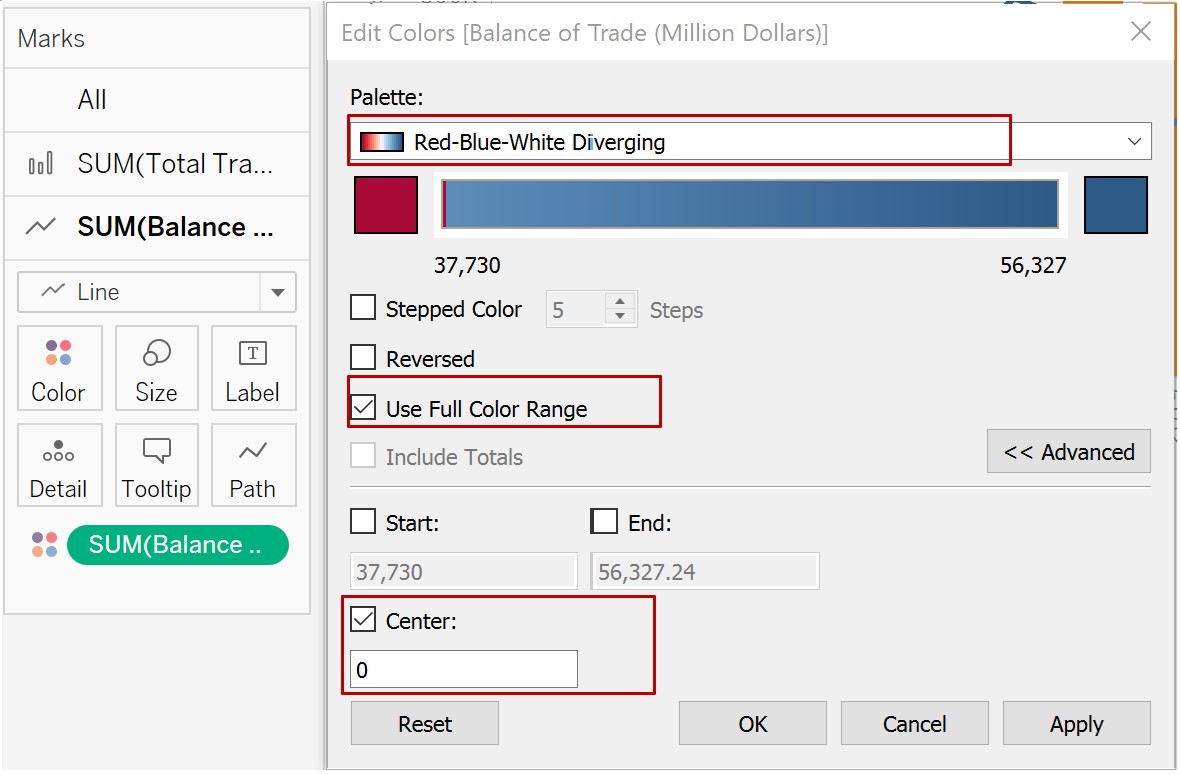 Marks
All
SUM(Total Tra...
SUM(Balance ...
Line
Color
Size
Label
Detail
Tooltip
Path
SUM(Balance ..
Edit Colors [Balance of Trade (Million Dollars)]
Palette:
Red-Blue-White Diverging
37,730
56,327
Stepped Color
5
Steps
Reversed
Use Full Color Range
Include Totals
<< Advanced
Start:
End:
37,730
56,327.24
Center:
0
Reset
OK
Cancel
Apply